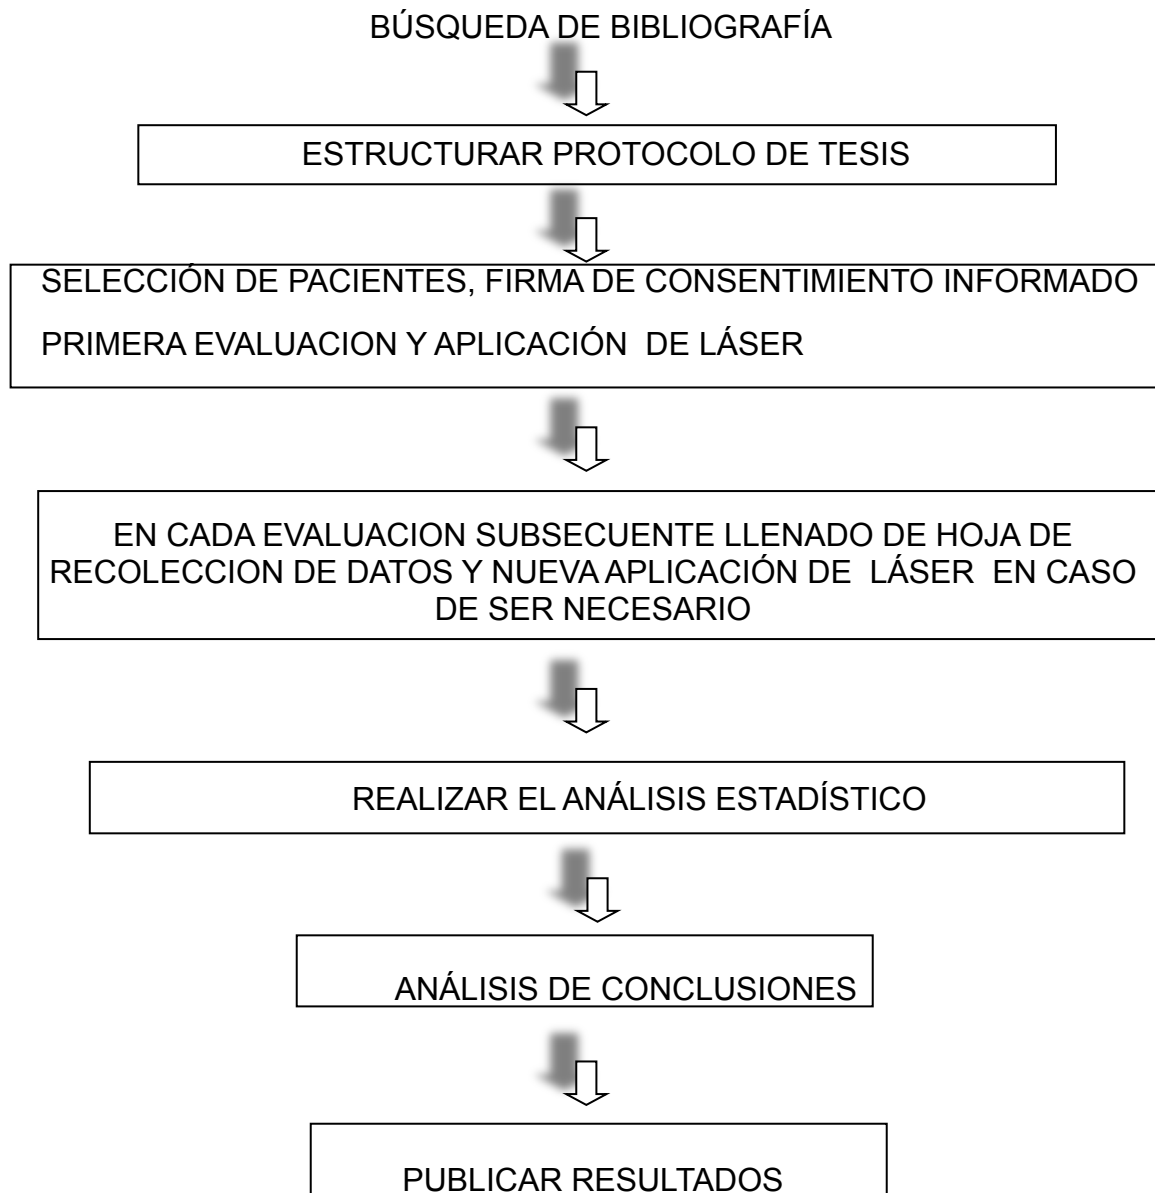 BÚSQUEDA DE BIBLIOGRAFÍA
ESTRUCTURAR PROTOCOLO DE TESIS
SELECCIÓN DE PACIENTES, FIRMA DE CONSENTIMIENTO INFORMADO
PRIMERA EVALUACION Y APLICACIÓN DE LÁSER
EN CADA EVALUACION SUBSECUENTE LLENADO DE HOJA DE
RECOLECCION DE DATOS Y NUEVA APLICACIÓN DE LÁSER EN CASO
DE SER NECESARIO
REALIZAR EL ANÁLISIS ESTADÍSTICO
ANÁLISIS DE CONCLUSIONES
PUBLICAR RESULTADOS